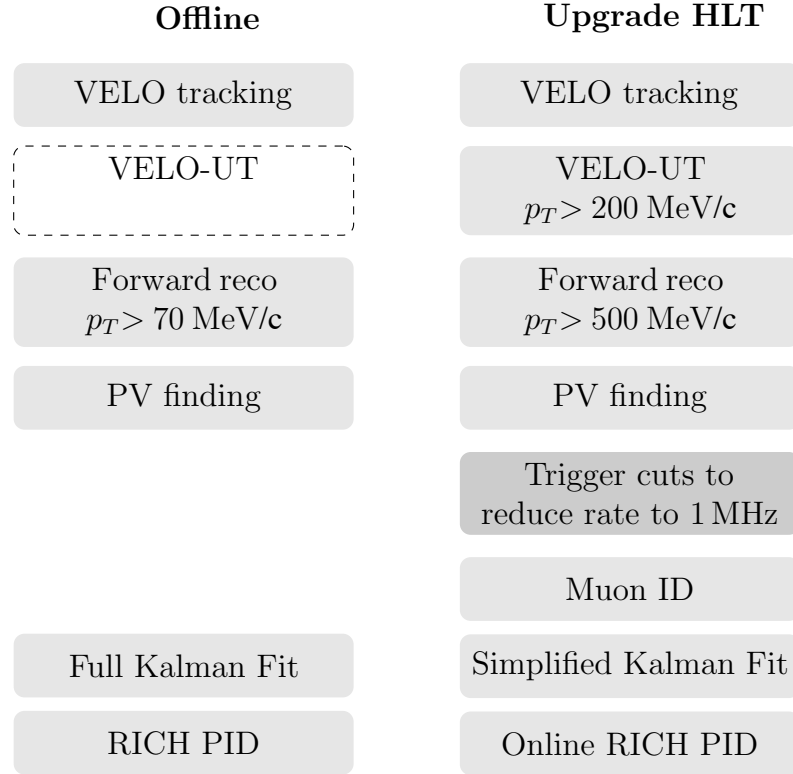 Offline
VELO tracking
VELO-UT
Forward reco
p_T > 70 MeV/c
PV finding
Full Kalman Fit
RICH PID
Upgrade HLT
VELO tracking
VELO-UT
p_T > 200 MeV/c
Forward reco
p_T > 500 MeV/c
PV finding
Trigger cuts to
reduce rate to 1 MHz
Muon ID
Simplified Kalman Fit
Online RICH PID